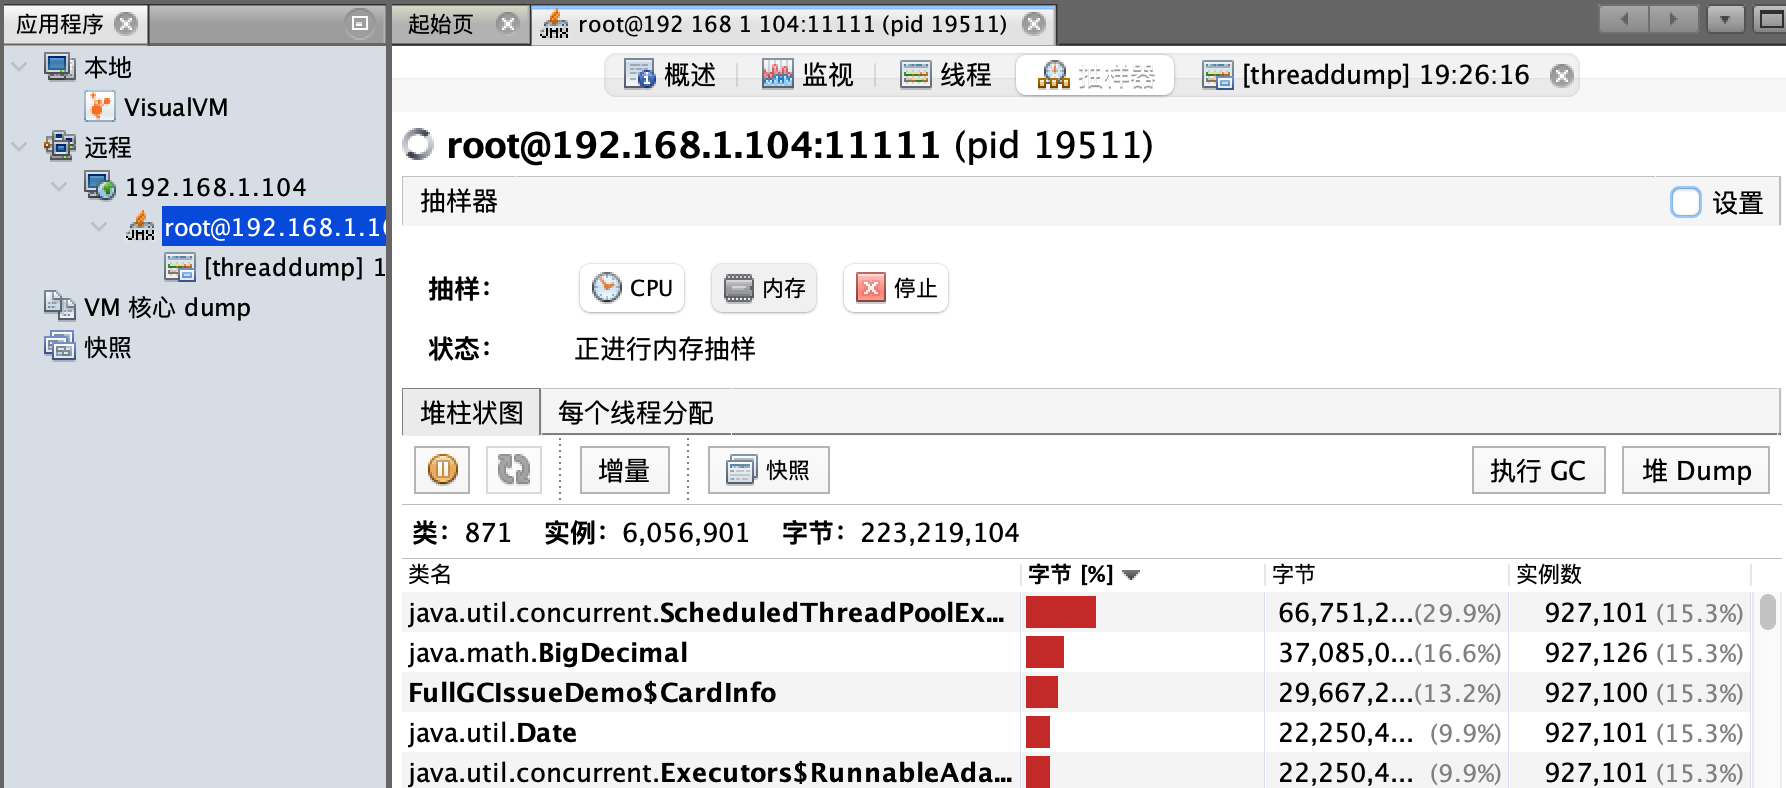 应用程序
起始页
JMX root@192 168 1 104:11111 (pid 19511)
本地
VisualVM
远程
192.168.1.104
JMX root@192.168.1.10
[threaddump] 1
VM 核心 dump
快照
概述
监视
线程
抽样器
[threaddump] 19:26:16
root@192.168.1.104:11111 (pid 19511)
抽样器
设置
抽样：
CPU
内存
停止
状态：
正进行内存抽样
堆柱状图
每个线程分配
增量
快照
执行 GC
堆 Dump
类： 871 实例： 6,056,901 字节： 223,219,104
类名 字节 [%] 字节 实例数
java.util.concurrent.ScheduledThreadPoolEx... 66,751,2...(29.9%) 927,101 (15.3%)
java.math.BigDecimal 37,085,0...(16.6%) 927,126 (15.3%)
FullGCIssueDemo$CardInfo 29,667,2...(13.2%) 927,100 (15.3%)
java.util.Date 22,250,4... (9.9%) 927,101 (15.3%)
java.util.concurrent.Executors$RunnableAda... 22,250,4... (9.9%) 927,101 (15.3%)